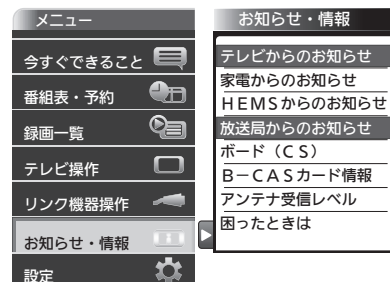 メニュー
今すぐできること
番組表・予約
録画一覧
テレビ操作
リンク機器操作
お知らせ・情報
設定
お知らせ・情報
テレビからのお知らせ
家電からのお知らせ
ＨＥＭＳからのお知らせ
放送局からのお知らせ
ボード（ＣＳ）
Ｂ－ＣＡＳカード情報
アンテナ受信レベル
困ったときは